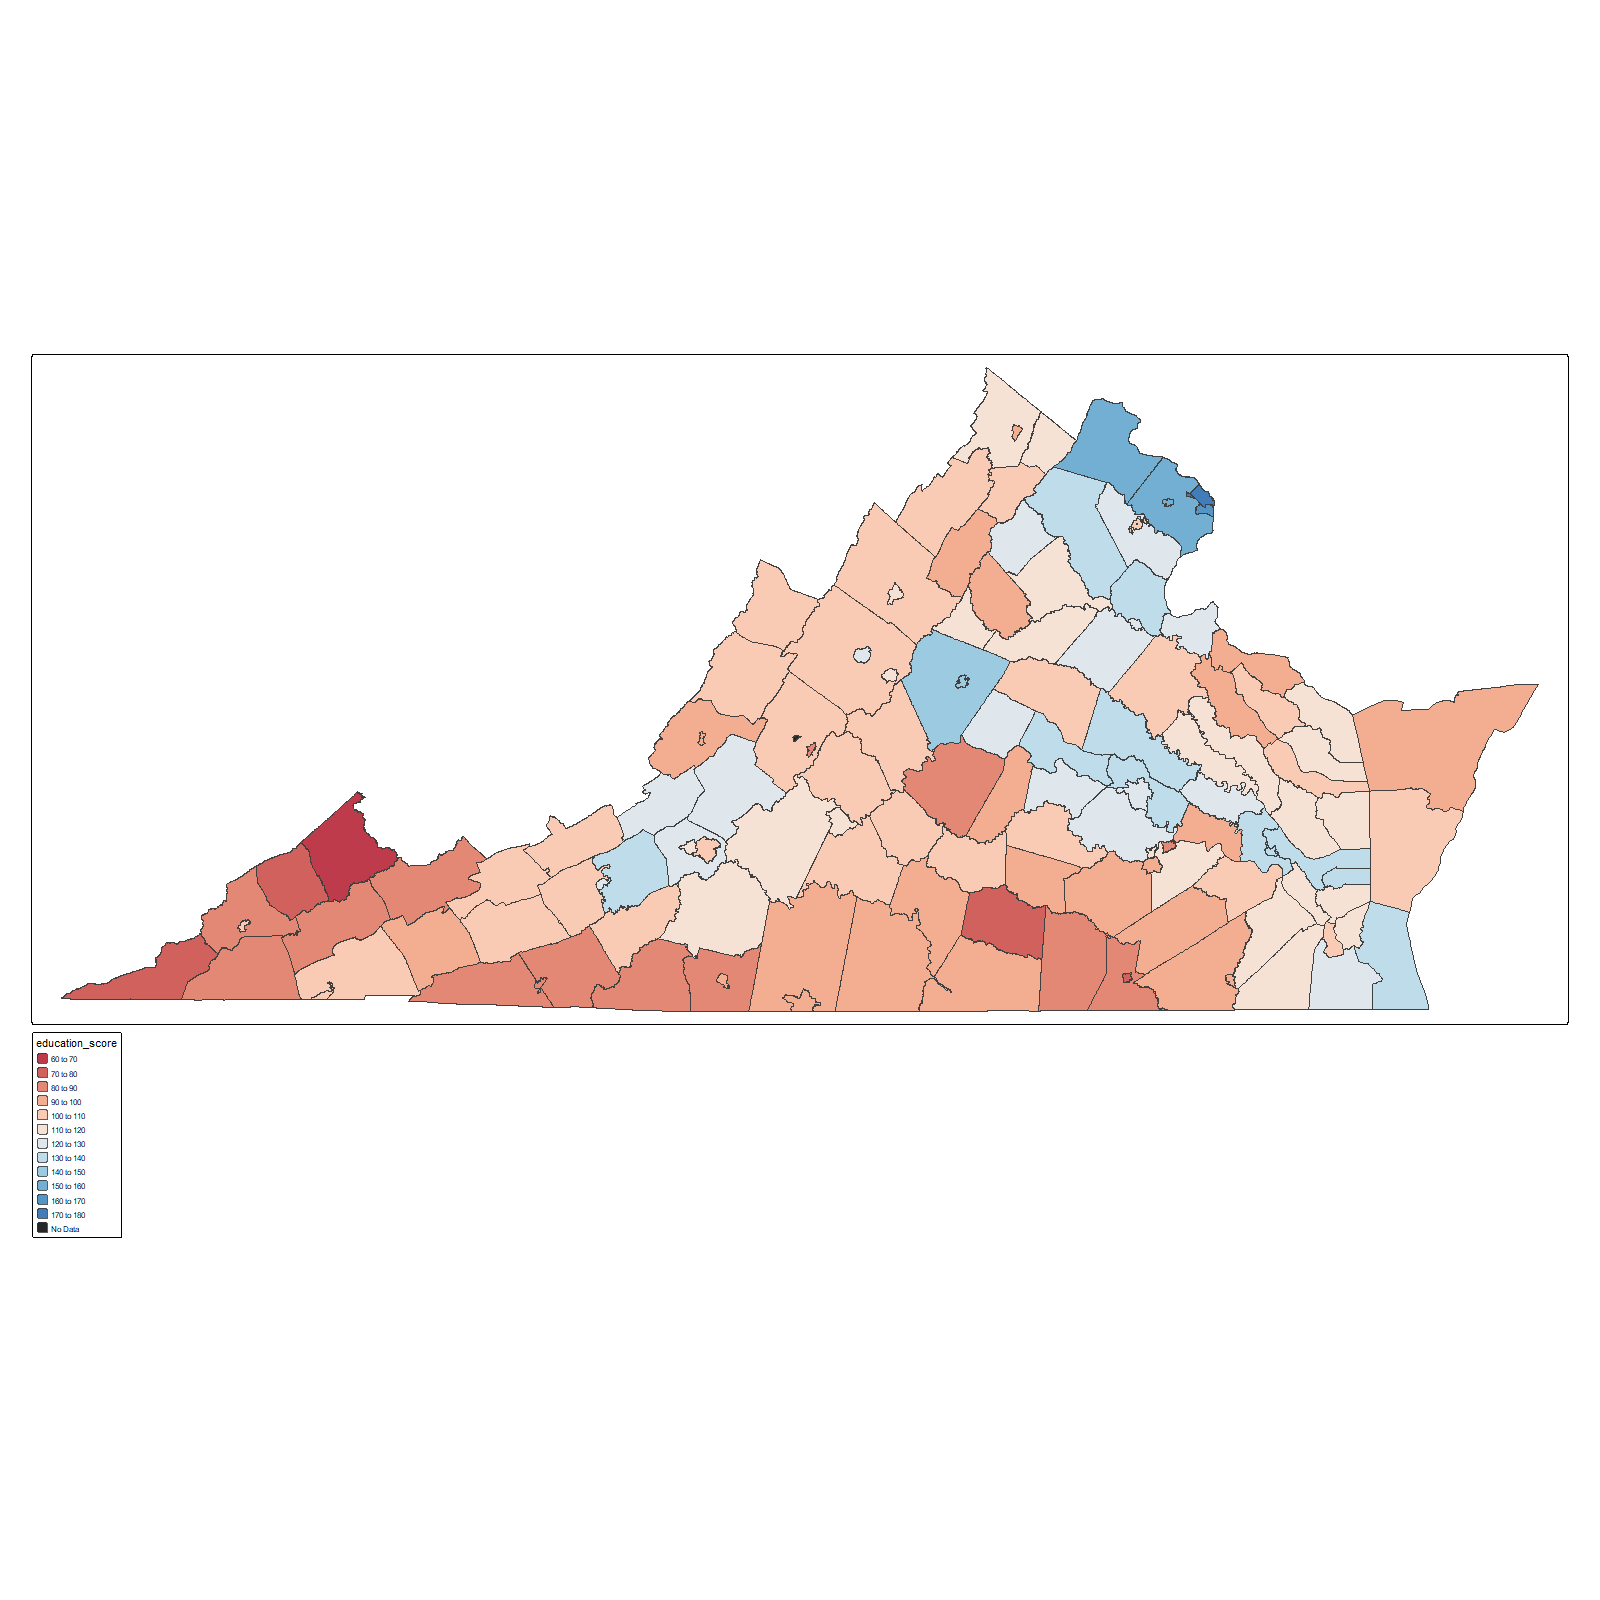 education_score
60 to 70
70 to 80
80 to 90
90 to 100
100 to 110
110 to 120
120 to 130
130 to 140
140 to 150
150 to 160
160 to 170
170 to 180
No Data